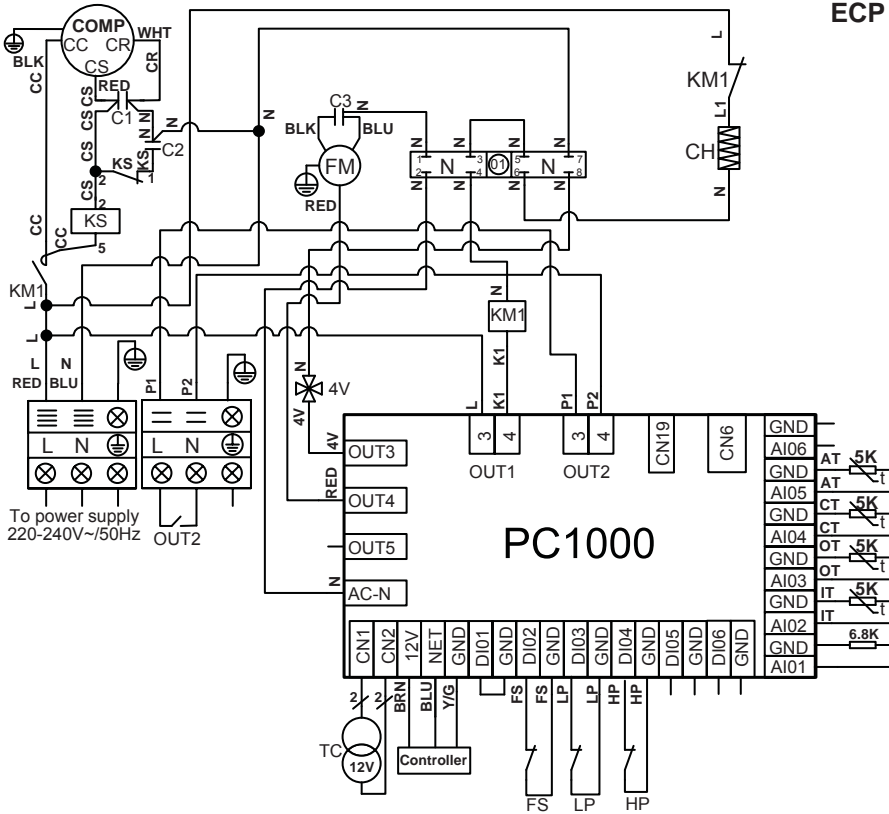 ECP
COMP
CC CR
CS
WHT
BLK
CC
CR
RED
CS CS
C1
N N
N
C2
CS
KS
KS
2
1
CS
2
KS
5
CC
CC
KM1
L
L
N
C3
N
BLK
BLU
FM
RED
N
N
N
N
1
3
5
7
N
01
N
2
4
6
8
N
N
N
N
L
KM1
L1
CH
N
N
KM1
K1
L N
RED BLU
P1
P2
N
4V
4V
L
K1
P1
P2
L N
L N
To power supply
220-240V~/50Hz
OUT2
4V
OUT3
RED
OUT4
OUT5
N
AC-N
3 4
OUT1
3 4
OUT2
CN19
CN6
PC1000
GND
AI06
GND
AI05
GND
AI04
GND
AI03
GND
AI02
GND
AI01
AT
5K
t
AT
CT
5K
t
CT
OT
5K
t
OT
IT
5K
t
IT
6.8K
CN1
CN2
12V
NET
GND
DI01
GND
DI02
GND
DI03
GND
DI04
GND
DI05
GND
DI06
GND
2
2
BRN
BLU
Y/G
FS
FS
LP
LP
HP
HP
TC
12V
Controller
FS
LP
HP